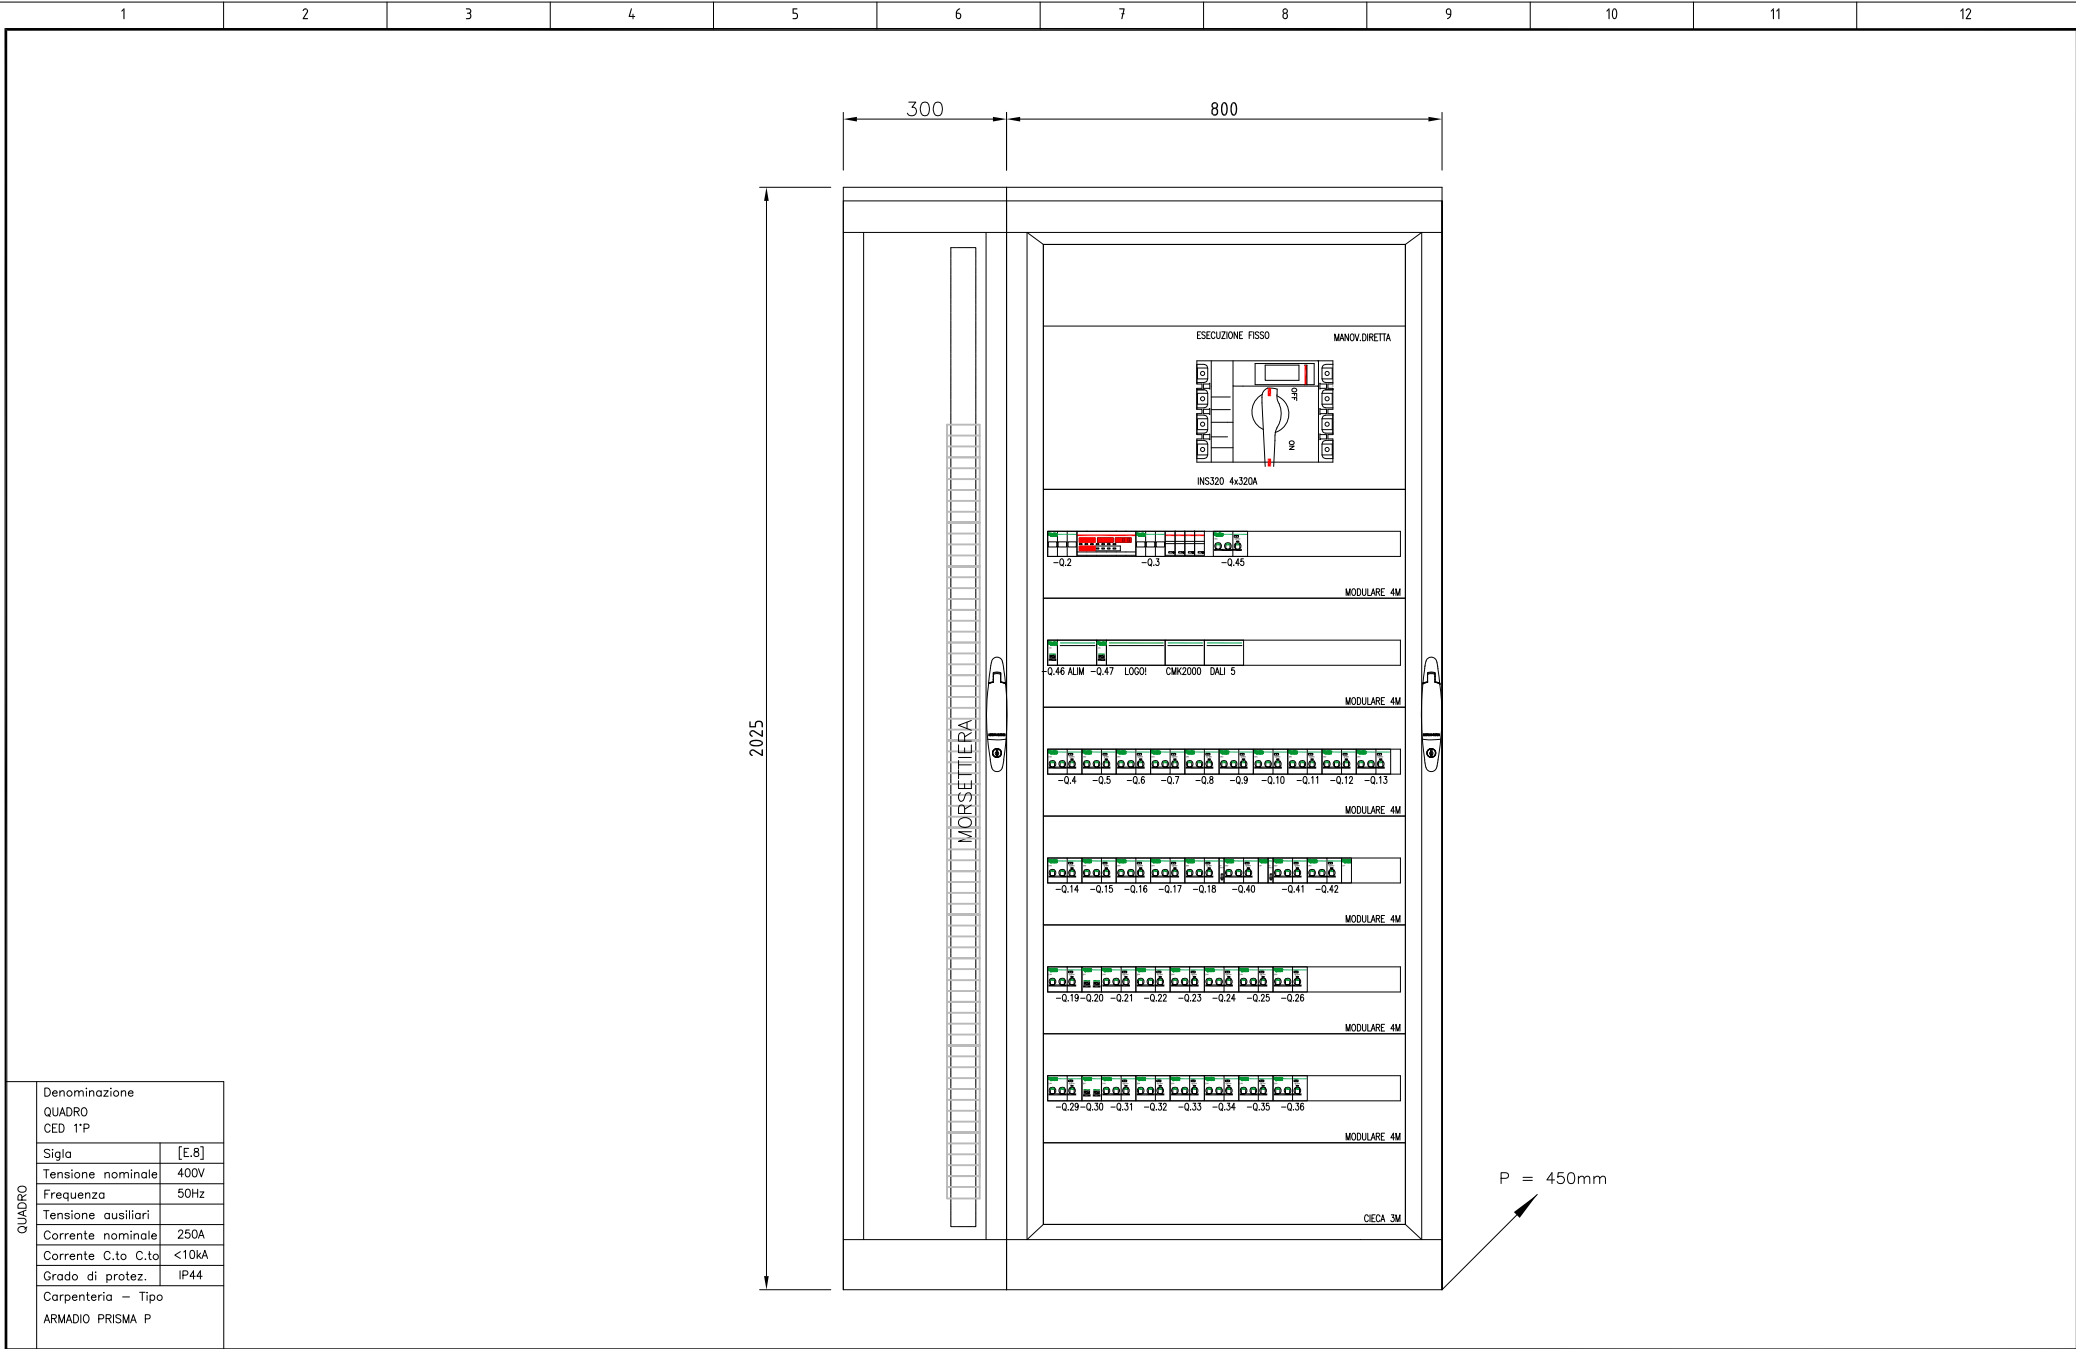 1 2 3 4 5 6 7 8 9 10 11 12
300 800
ESECUZIONE FISSO MANOV.DIRETTA
OFF
ON
INS320 4x320A
-Q.2 -Q.3 -Q.45
MODULARE 4M
-Q.46 ALIM -Q.47 LOGO! CMK2000 DALI 5
MODULARE 4M
2025
MORSETTIERA
-Q.4 -Q.5 -Q.6 -Q.7 -Q.8 -Q.9 -Q.10 -Q.11 -Q.12 -Q.13
MODULARE 4M
-Q.14 -Q.15 -Q.16 -Q.17 -Q.18 -Q.40 -Q.41 -Q.42
MODULARE 4M
-Q.19 -Q.20 -Q.21 -Q.22 -Q.23 -Q.24 -Q.25 -Q.26
MODULARE 4M
-Q.29 -Q.30 -Q.31 -Q.32 -Q.33 -Q.34 -Q.35 -Q.36
MODULARE 4M
CIECA 3M
P = 450mm
QUADRO
Denominazione
QUADRO
CED 1°P
Sigla [E.8]
Tensione nominale 400V
Frequenza 50Hz
Tensione ausiliari
Corrente nominale 250A
Corrente C.to C.to <10kA
Grado di protez. IP44
Carpenteria – Tipo
ARMADIO PRISMA P